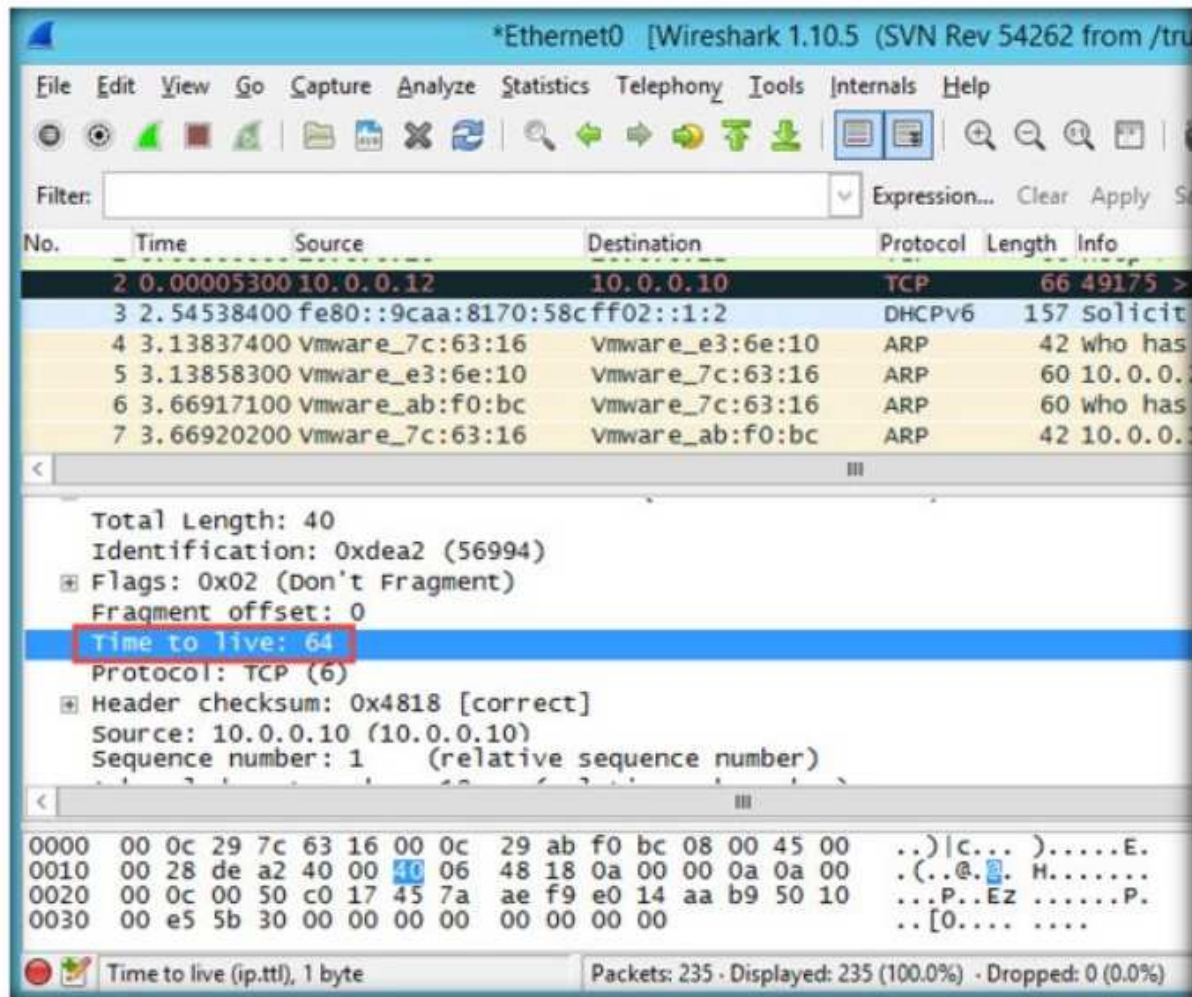 *Ethernet0 [Wireshark 1.10.5 (SVN Rev 54262 from /tru
File Edit View Go Capture Analyze Statistics Telephony Tools Internals Help
Filter: Expression... Clear Apply
No. Time Source Destination Protocol Length Info
2 0.00005300 10.0.0.12 10.0.0.10 TCP 66 49175 >
3 2.54538400 fe80::9caa:8170:58cf f02::1:2 DHCPv6 157 Solicit
4 3.13837400 Vmware_7c:63:16 Vmware_e3:6e:10 ARP 42 who has
5 3.13858300 Vmware_e3:6e:10 Vmware_7c:63:16 ARP 60 10.0.0.
6 3.66917100 Vmware_ab:f0:bc Vmware_7c:63:16 ARP 60 who has
7 3.66920200 Vmware_7c:63:16 Vmware_ab:f0:bc ARP 42 10.0.0.
Total Length: 40
Identification: 0xdea2 (56994)
Flags: 0x02 (Don't Fragment)
Fragment offset: 0
Time to live: 64
Protocol: TCP (6)
Header checksum: 0x4818 [correct]
Source: 10.0.0.10 (10.0.0.10)
Sequence number: 1 (relative sequence number)
0000 00 0c 29 7c 63 16 00 0c 29 ab f0 bc 08 00 45 00 ..)|c... ).....E.
0010 00 28 de a2 40 00 40 06 48 18 0a 00 00 0a 0a 00 .(..@.@. H.......
0020 00 0c 00 50 c0 17 45 7a ae f9 e0 14 aa b9 50 10 ...P..Ez ......P.
0030 00 e5 5b 30 00 00 00 00 00 00 00 00 ..[0.... ....
Time to live (ip.ttl), 1 byte Packets: 235 · Displayed: 235 (100.0%) · Dropped: 0 (0.0%)